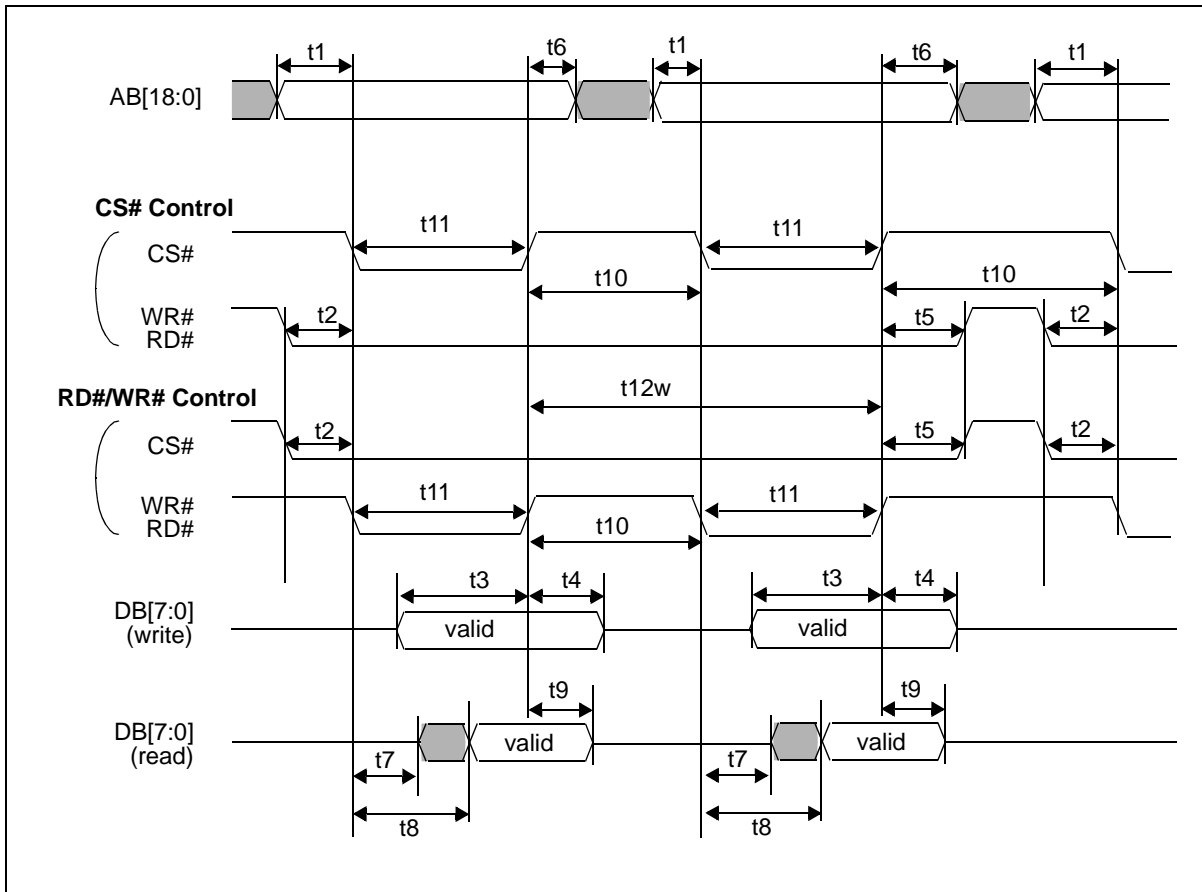 t1 t6 t1 t6 t1
AB[18:0]
CS# Control
t11 t11
CS#
t10 t10
WR#
RD#
t2 t5 t2
t12w
RD#/WR# Control
t2 t5 t2
CS#
t11 t11
WR#
RD#
t10
t3 t4 t3 t4
DB[7:0]
(write)
valid valid
t9 t9
DB[7:0]
(read)
valid valid
t7 t7
t8 t8